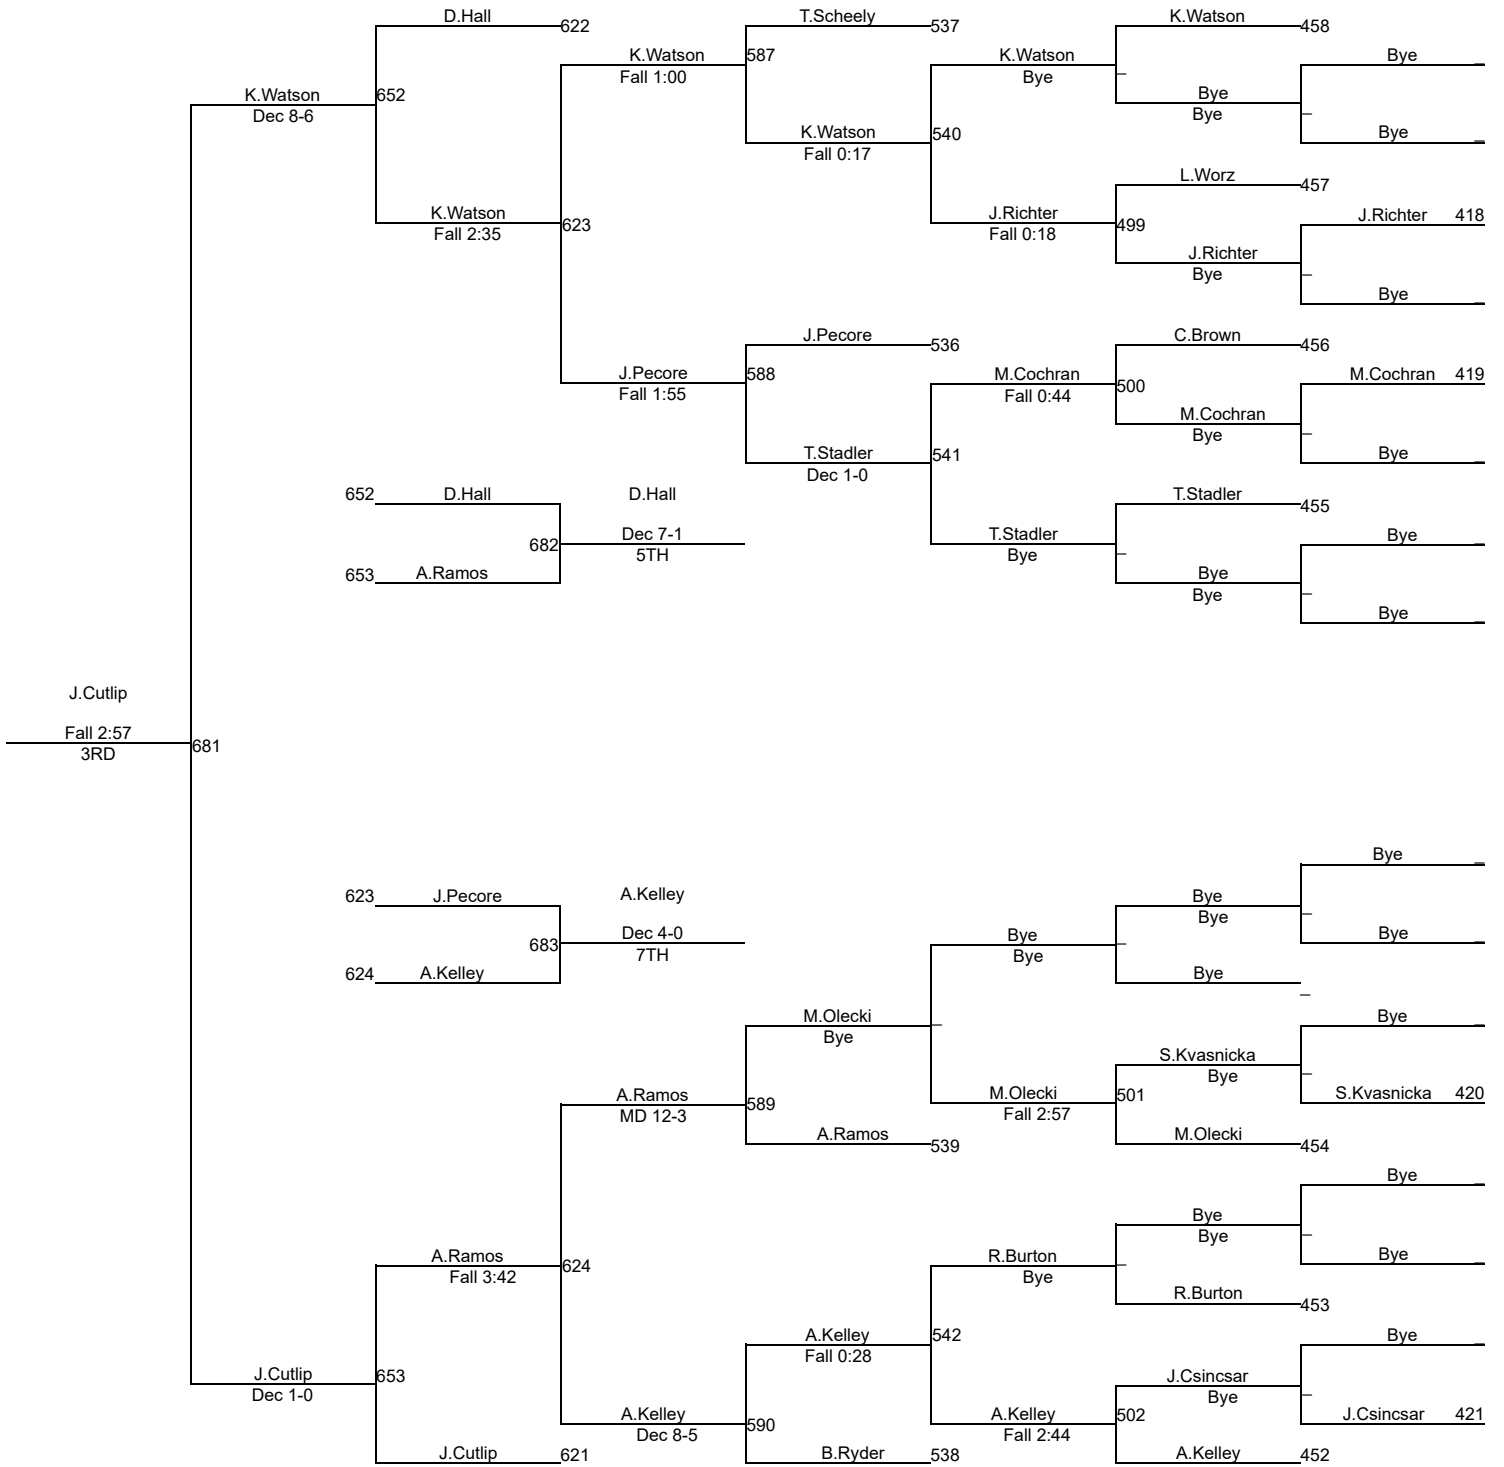 D.Hall 622
T.Scheely 537
K.Watson 458
K.Watson 587
Fall 1:00
K.Watson
Bye
Bye
K.Watson 652
Dec 8-6
Bye
Bye
K.Watson 540
Fall 0:17
Bye
L.Worz 457
K.Watson 623
Fall 2:35
J.Richter 499
Fall 0:18
J.Richter 418
J.Richter
Bye
Bye
J.Pecore 536
C.Brown 456
J.Pecore 588
Fall 1:55
M.Cochran 500
Fall 0:44
M.Cochran 419
M.Cochran
Bye
T.Stadler 541
Dec 1-0
Bye
652 D.Hall
D.Hall
T.Stadler 455
682 Dec 7-1
5TH
T.Stadler
Bye
Bye
653 A.Ramos
Bye
Bye
Bye
J.Cutlip
Fall 2:57 681
3RD
Bye
623 J.Pecore
A.Kelley
Bye
Bye
683 Dec 4-0
7TH
Bye
Bye
Bye
624 A.Kelley
Bye
M.Olecki
Bye
Bye
S.Kvasnicka
Bye
A.Ramos 589
MD 12-3
M.Olecki 501
Fall 2:57
S.Kvasnicka 420
A.Ramos 539
M.Olecki 454
Bye
Bye
Bye
A.Ramos 624
Fall 3:42
R.Burton
Bye
Bye
R.Burton 453
A.Kelley 542
Fall 0:28
Bye
J.Cutlip 653
Dec 1-0
J.Csincsar
Bye
A.Kelley 590
Dec 8-5
A.Kelley 502
Fall 2:44
J.Csincsar 421
J.Cutlip 621
B.Ryder 538
A.Kelley 452